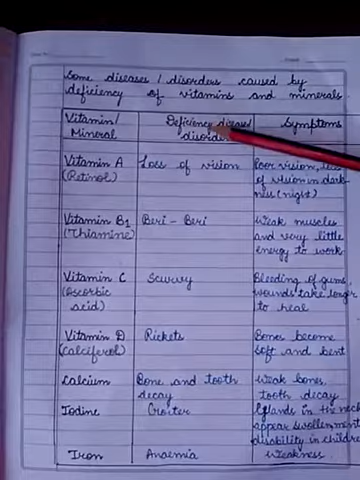 Some diseases / disorders caused by
deficiency of vitamins and minerals.
Vitamin/ Mineral
Deficiency disease/
Symptoms
Vitamin A (Retinol)
Loss of vision
Poor vision, loss
of vision in dark-
ness (night)
Vitamin B1 (Thiamine)
Beri - Beri
Weak muscles
and very little
energy to work
Vitamin C (Ascorbic acid)
Scurvy
Bleeding of gums,
wounds take longer
to heal
Vitamin D (Calciferol)
Rickets
Bones become
soft and bent
Calcium
Bone and tooth
decay
Weak bones,
tooth decay
Iodine
Goiter
Glands in the neck
appear swollen, ment
disability in childre
Iron
Anaemia
Weakness.